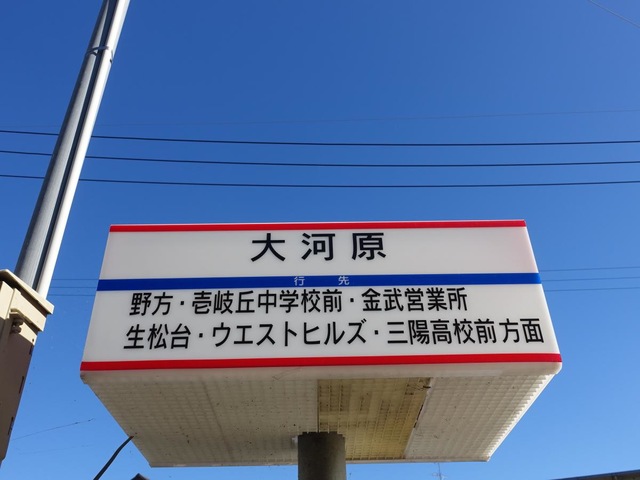 大河原
行先
野方・壱岐丘中学校前・金武営業所
生松台・ウエストヒルズ・三陽高校前方面